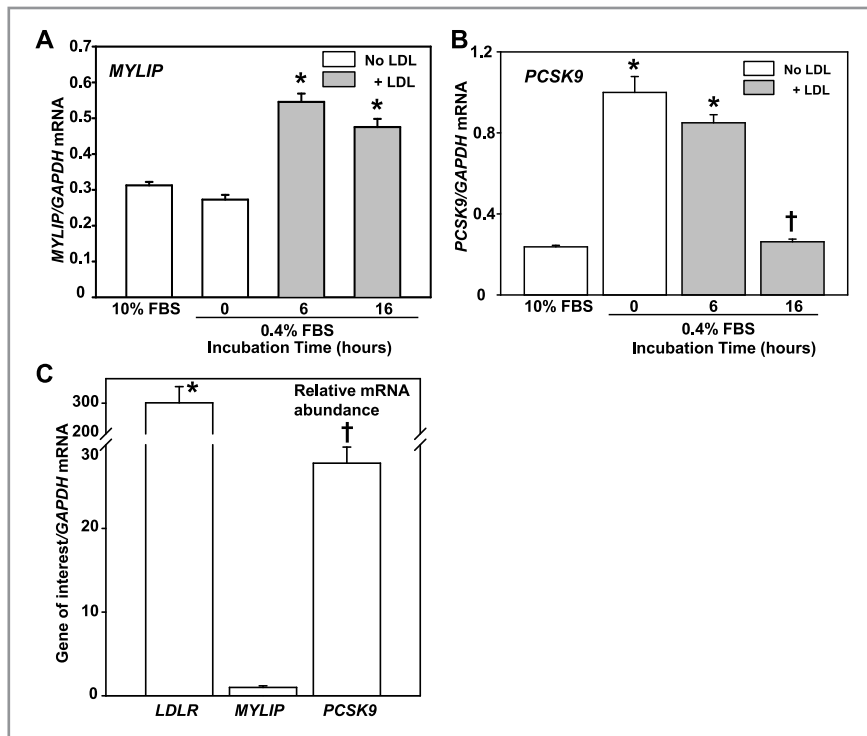 A
MYLIP
No LDL
+ LDL
MYLIP/GAPDH mRNA
0.7
0.6
0.5
0.4
0.3
0.2
0.1
0
*
*
10% FBS 0 6 16
0.4% FBS
Incubation Time (hours)
B
PCSK9
No LDL
+ LDL
PCSK9/GAPDH mRNA
1.2
0.8
0.4
0
*
*
†
10% FBS 0 6 16
0.4% FBS
Incubation Time (hours)
C
Relative mRNA
abundance
Gene of interest/GAPDH mRNA
300
200
30
20
10
0
*
†
LDLR MYLIP PCSK9